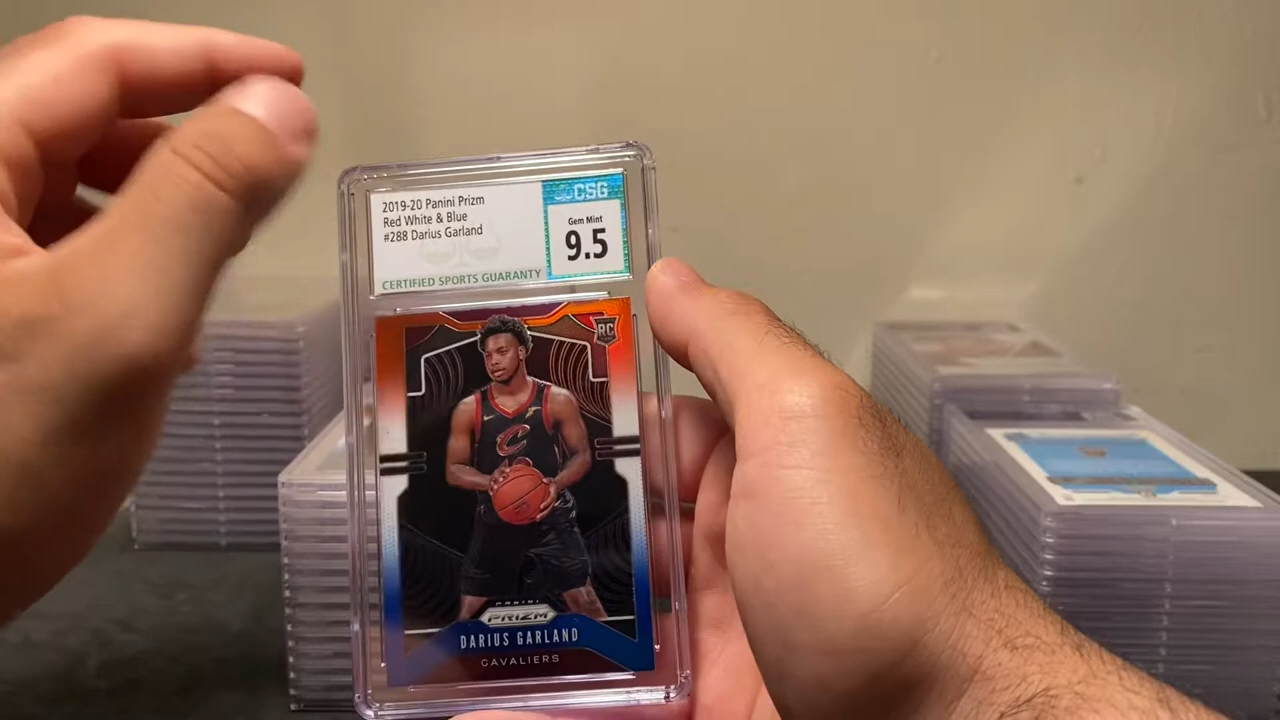 2019-20 Panini Prizm
Red White & Blue
#288 Darius Garland
CERTIFIED SPORTS GUARANTY
CSG
Gem Mint
9.5
RC
C
PANINI
PRIZM
DARIUS GARLAND
CAVALIERS